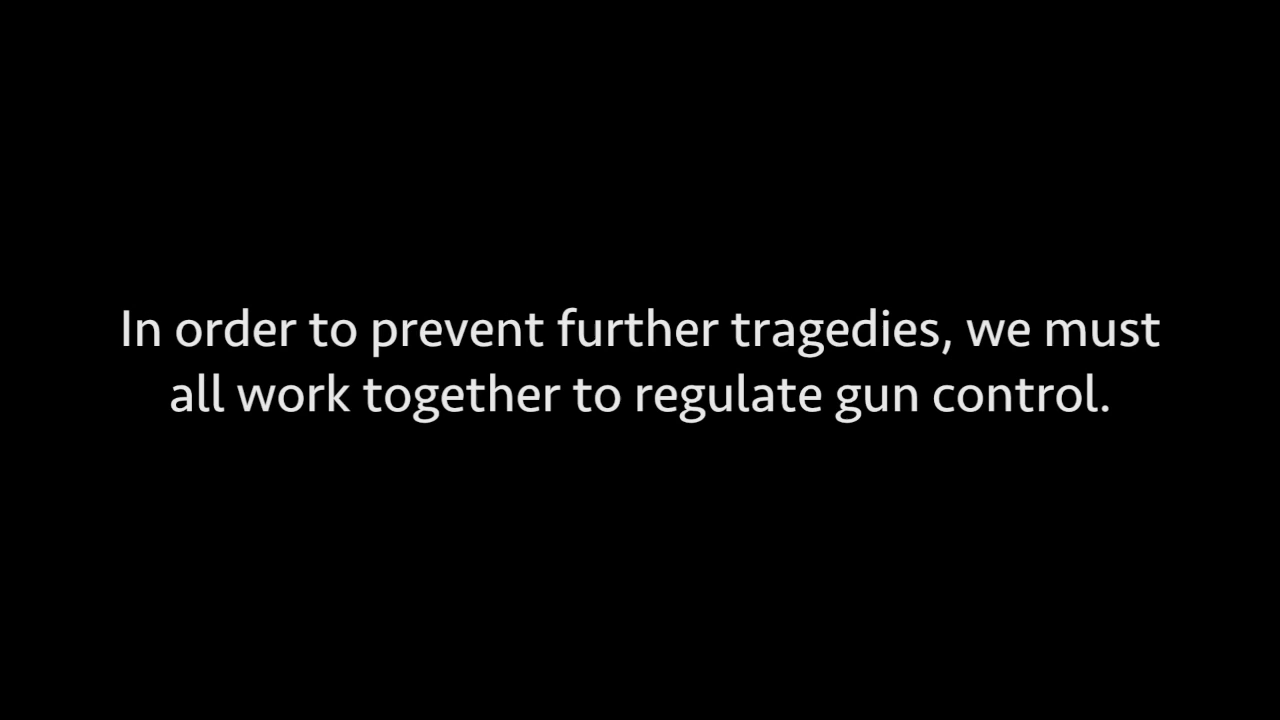 In order to prevent further tragedies, we must
all work together to regulate gun control.